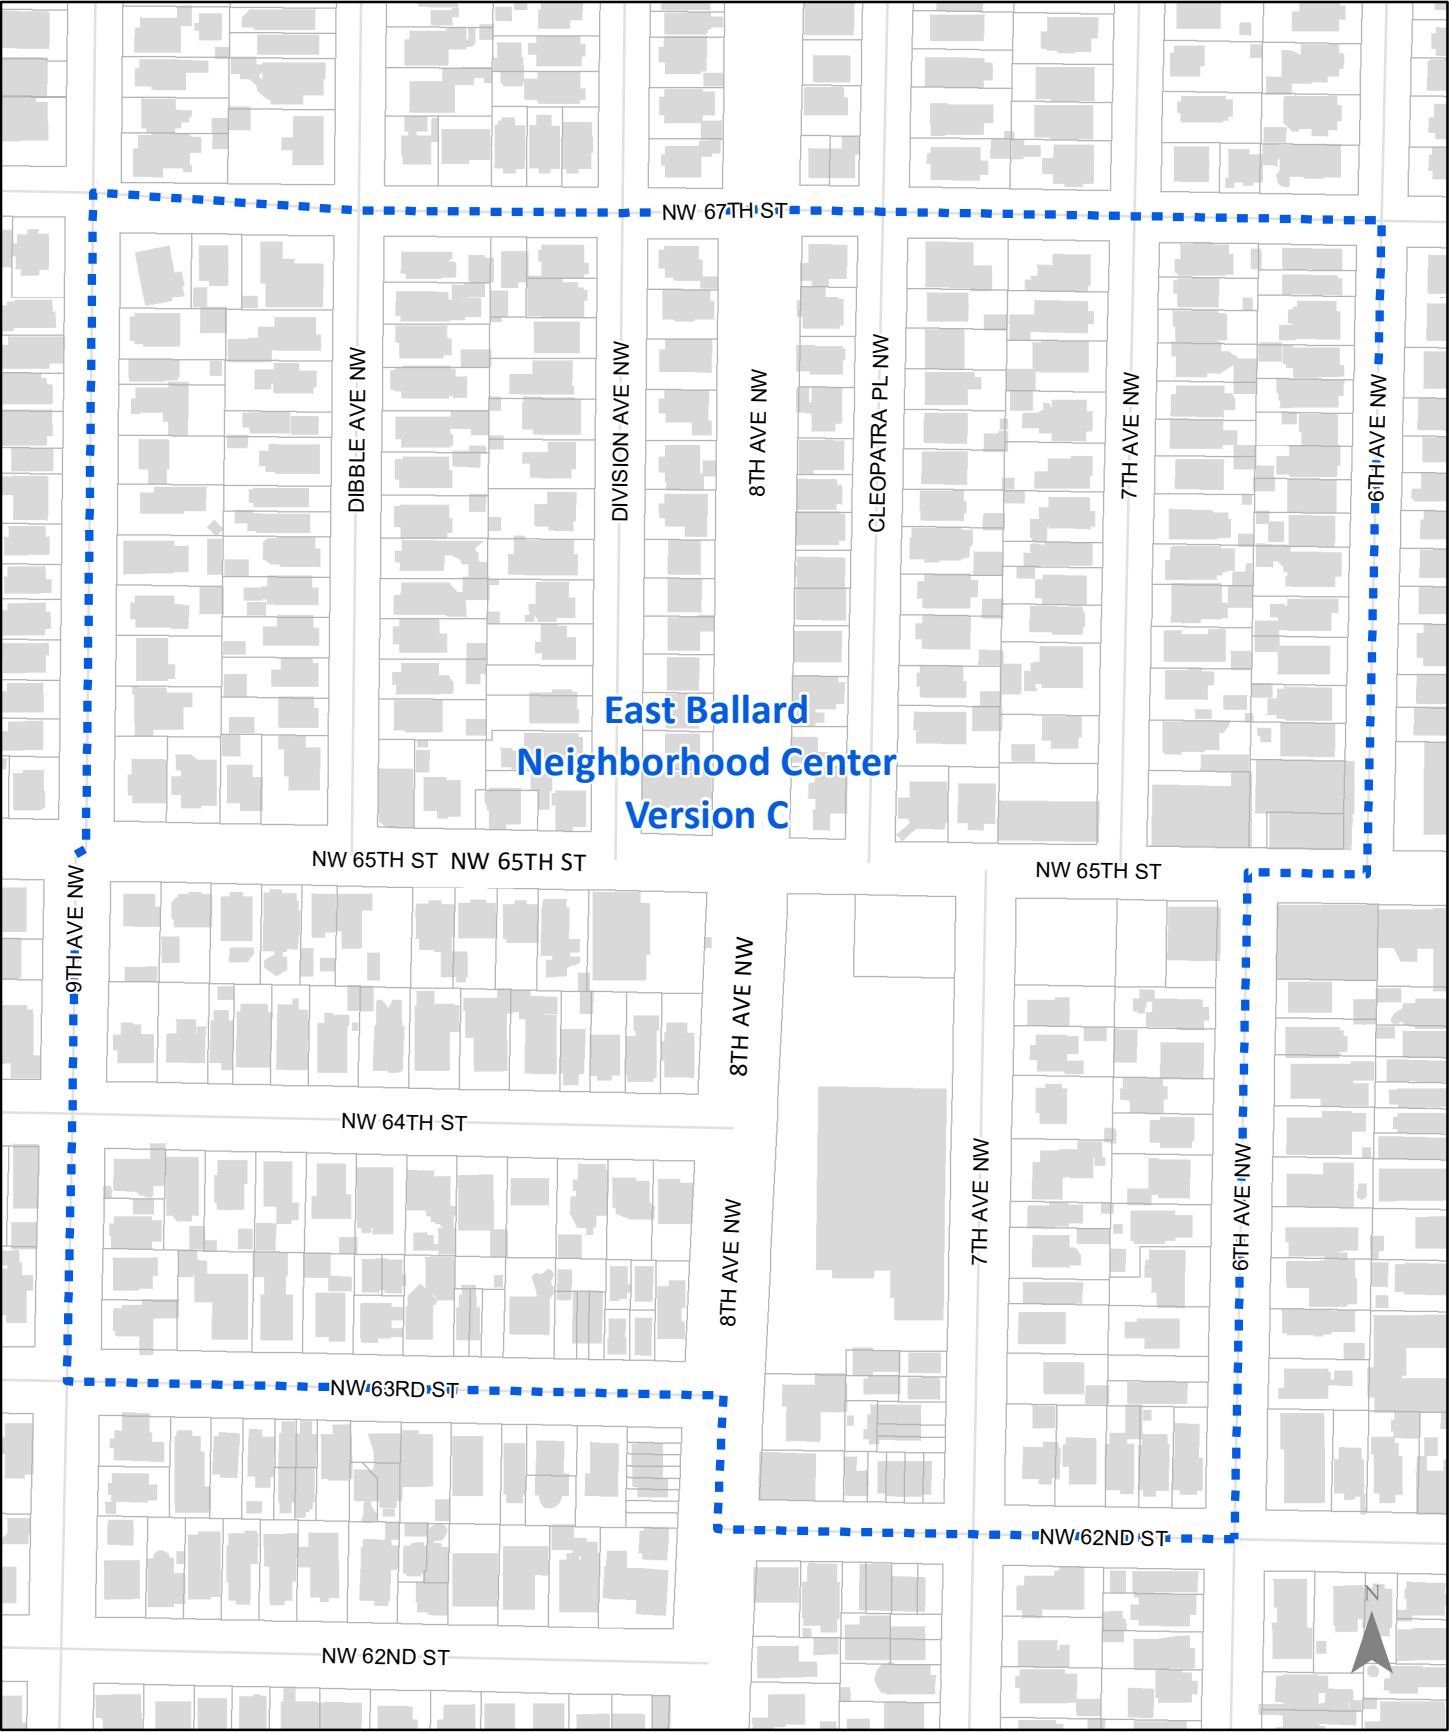 NW 67TH ST
DIBBLE AVE NW
DIVISION AVE NW
8TH AVE NW
CLEOPATRA PL NW
7TH AVE NW
6TH AVE NW
East Ballard
Neighborhood Center
Version C
NW 65TH ST NW 65TH ST
NW 65TH ST
9TH AVE NW
8TH AVE NW
NW 64TH ST
7TH AVE NW
6TH AVE NW
8TH AVE NW
NW 63RD ST
NW 62ND ST
N
NW 62ND ST